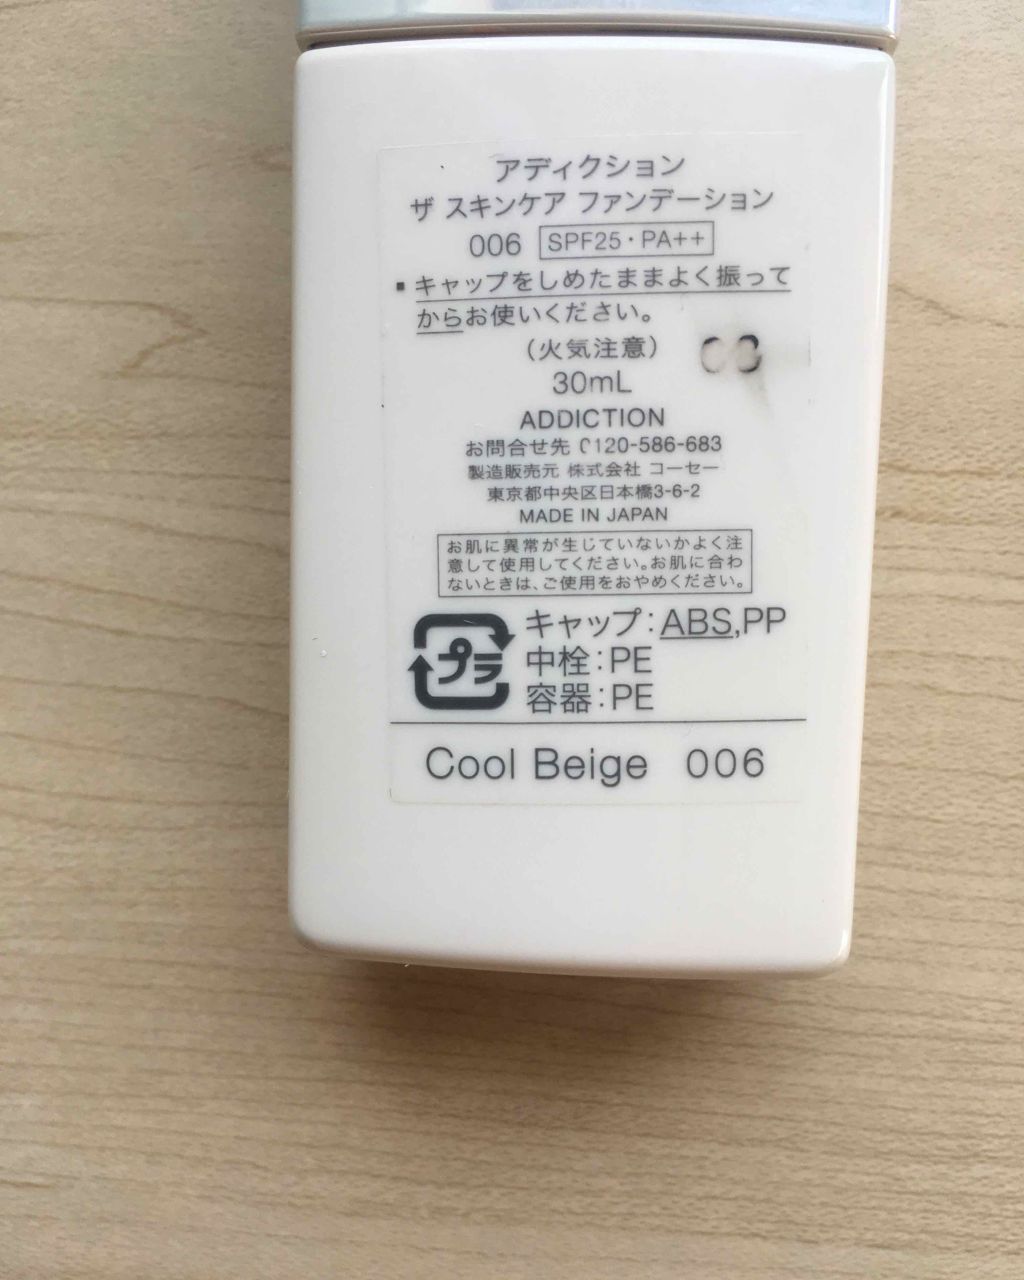 アディクション
ザ スキンケア ファンデーション
006 SPF25・PA++
▪キャップをしめたままよく振って
からお使いください。
（火気注意）
30mL
ADDICTION
お問合せ先 0120-586-683
製造販売元 株式会社 コーセー
東京都中央区日本橋3-6-2
MADE IN JAPAN
お肌に異常が生じていないかよく注
意して使用してください。お肌に合わ
ないときは、ご使用をおやめください。
プラ
キャップ：ABS,PP
中栓：PE
容器：PE
Cool Beige 006